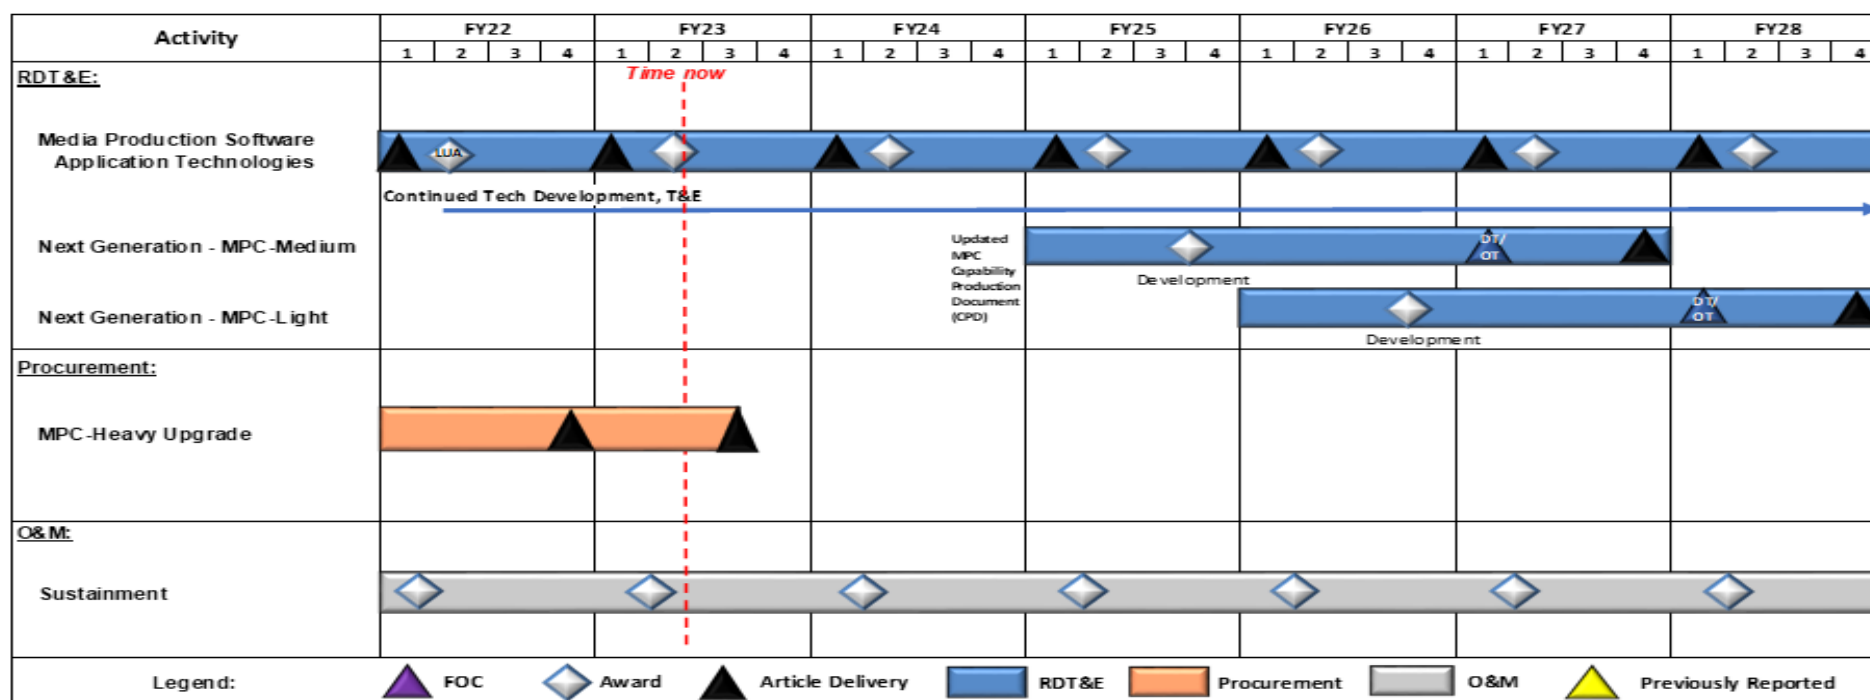 Activity
FY22 FY23 FY24 FY25 FY26 FY27 FY28
1 2 3 4 1 2 3 4 1 2 3 4 1 2 3 4 1 2 3 4 1 2 3 4 1 2 3 4
RDT&E:
Time now
Media Production Software
Application Technologies
LUA
Continued Tech Development, T&E
Next Generation - MPC-Medium
Updated
MPC
Capability
Production
Document
(CPD)
DT/
OT
Development
Next Generation - MPC-Light
DT/
OT
Development
Procurement:
MPC-Heavy Upgrade
O&M:
Sustainment
Legend: FOC Award Article Delivery RDT&E Procurement O&M Previously Reported